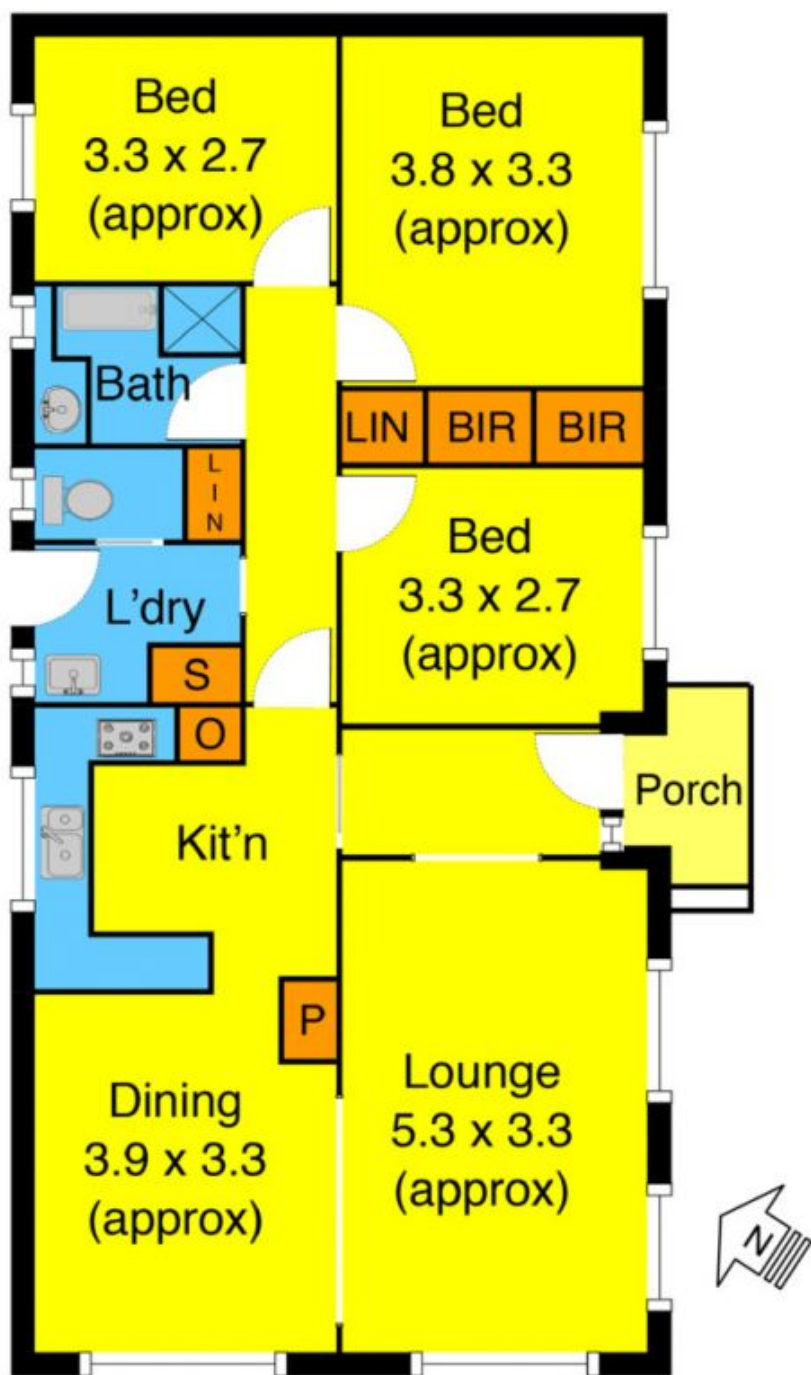 Bed
3.3 x 2.7
(approx)
Bed
3.8 x 3.3
(approx)
Bath
LIN
BIR
BIR
LIN
Bed
3.3 x 2.7
(approx)
L'dry
S
O
Porch
Kit'n
P
Dining
3.9 x 3.3
(approx)
Lounge
5.3 x 3.3
(approx)
N